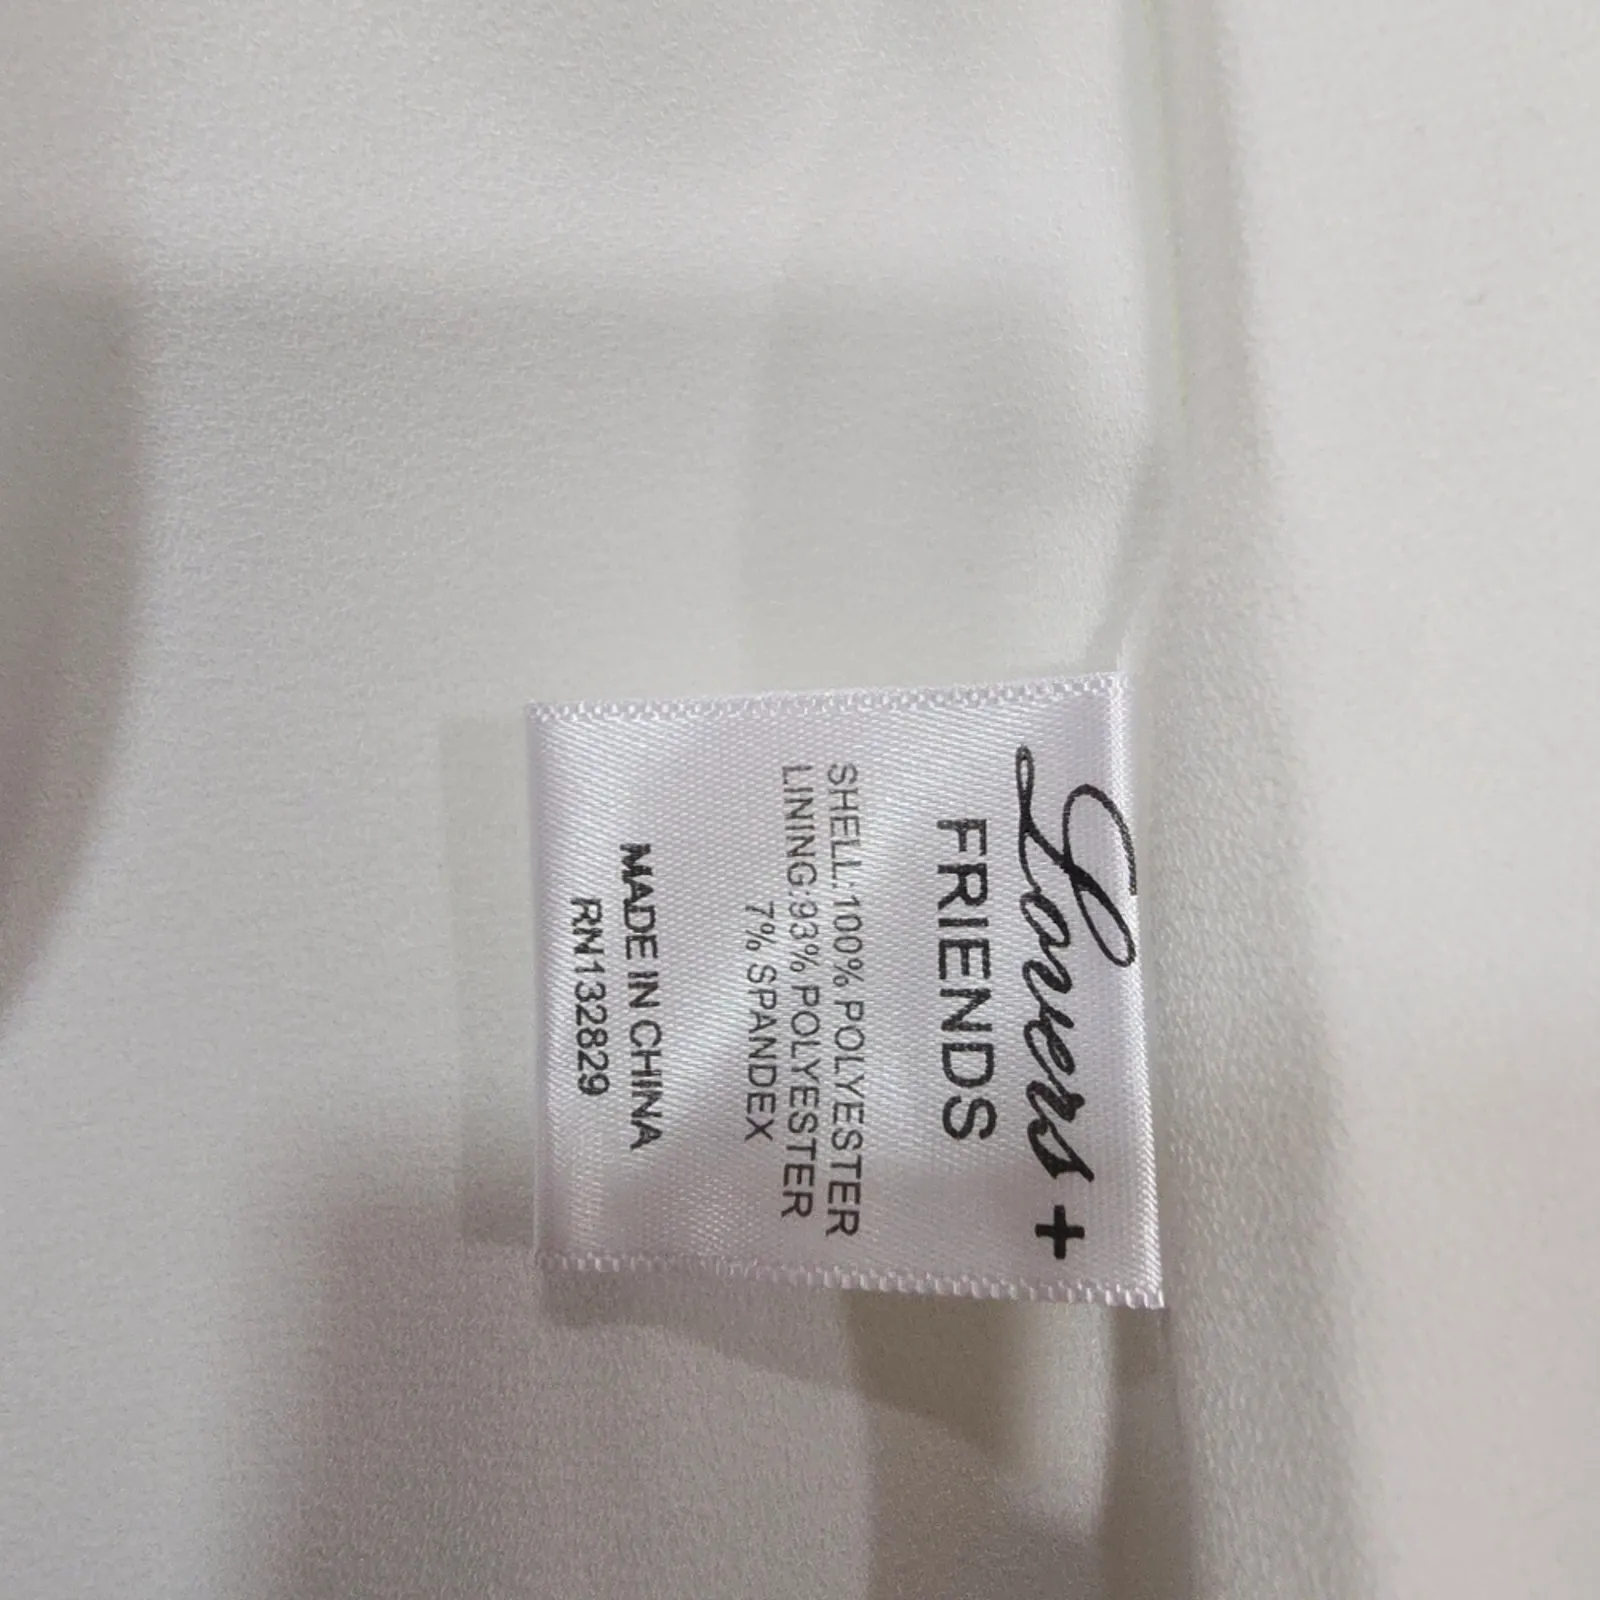 Lovers +
FRIENDS
SHELL:100% POLYESTER
LINING:93% POLYESTER
7% SPANDEX
MADE IN CHINA
RN132829